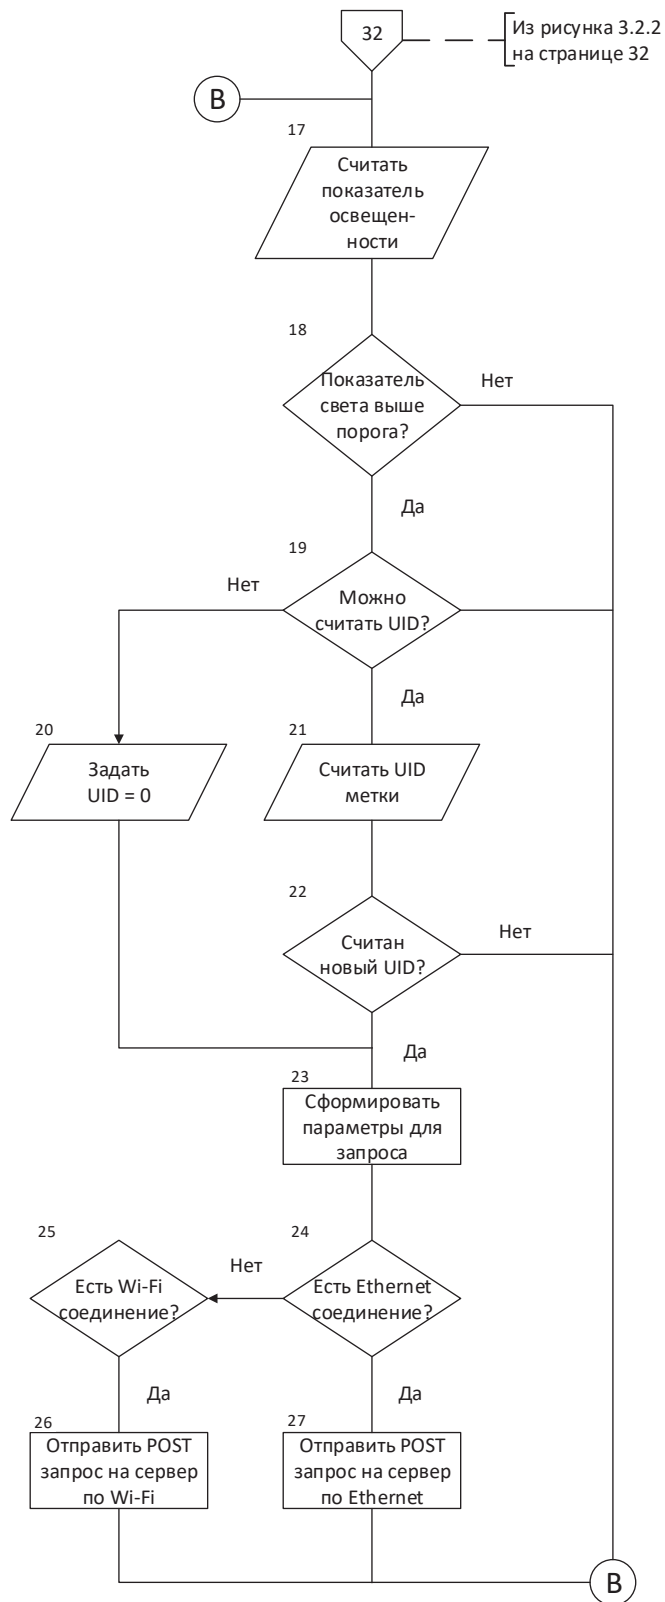 32
Из рисунка 3.2.2
на странице 32
В
17
Считать
показатель
освещен-
ности
18
Показатель
света выше
порога?
Нет
Да
19
Нет
Можно
считать UID?
Да
20
Задать
UID = 0
21
Считать UID
метки
22
Считан
новый UID?
Нет
Да
23
Сформировать
параметры для
запроса
25
Есть Wi-Fi
соединение?
Нет
24
Есть Ethernet
соединение?
Да
Да
26
Отправить POST
запрос на сервер
по Wi-Fi
27
Отправить POST
запрос на сервер
по Ethernet
В